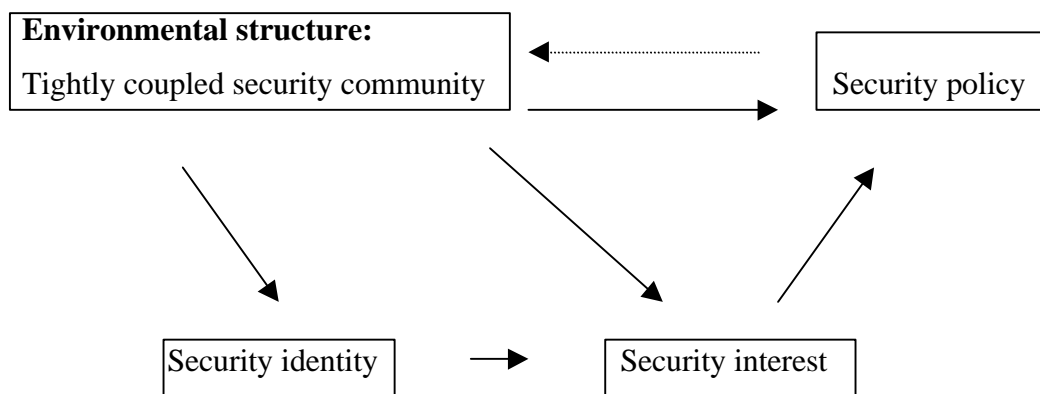 Environmental structure:
Tightly coupled security community
Security policy
Security identity
Security interest